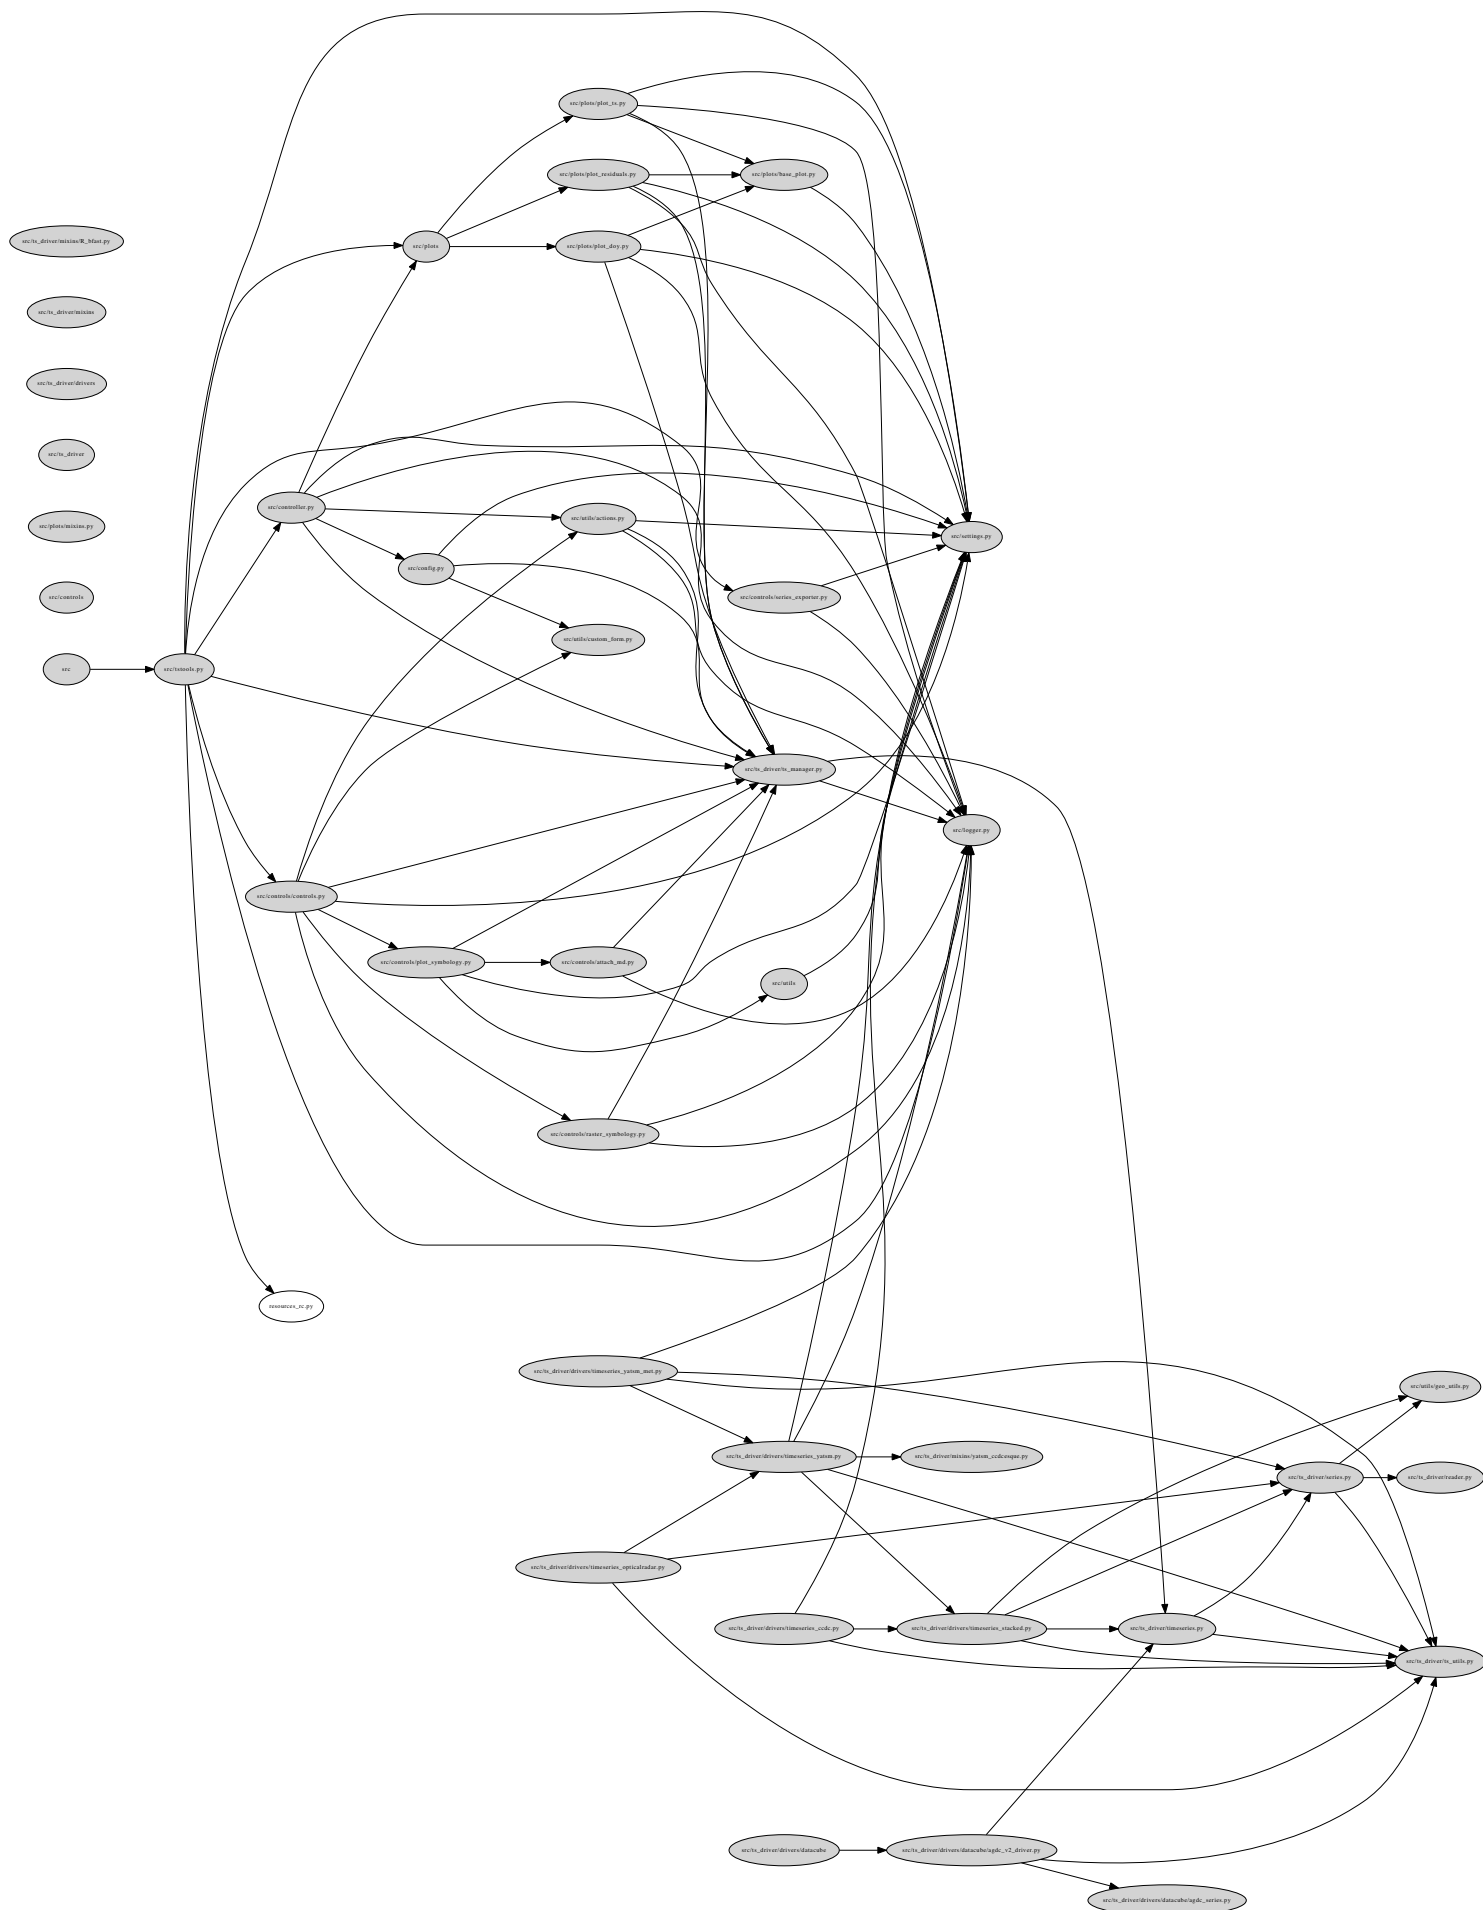 src/plots/plot_ts.py
src/plots/plot_residuals.py
src/plots/base_plot.py
src/ts_driver/mixins/R_bfast.py
src/plots
src/plots/plot_doy.py
src/ts_driver/mixins
src/ts_driver/drivers
src/ts_driver
src/controller.py
src/utils/actions.py
src/plots/mixins.py
src/settings.py
src/config.py
src/controls
src/controls/series_exporter.py
src/utils/custom_form.py
src
src/tstools.py
src/ts_driver/ts_manager.py
src/logger.py
src/controls/controls.py
src/controls/plot_symbology.py
src/controls/attach_md.py
src/utils
src/controls/raster_symbology.py
resources_rc.py
src/ts_driver/drivers/timeseries_yatsm_met.py
src/utils/geo_utils.py
src/ts_driver/drivers/timeseries_yatsm.py
src/ts_driver/mixins/yatsm_ccdcesque.py
src/ts_driver/series.py
src/ts_driver/reader.py
src/ts_driver/drivers/timeseries_opticalradar.py
src/ts_driver/drivers/timeseries_ccdc.py
src/ts_driver/drivers/timeseries_stacked.py
src/ts_driver/timeseries.py
src/ts_driver/ts_utils.py
src/ts_driver/drivers/datacube
src/ts_driver/drivers/datacube/agdc_v2_driver.py
src/ts_driver/drivers/datacube/agdc_series.py